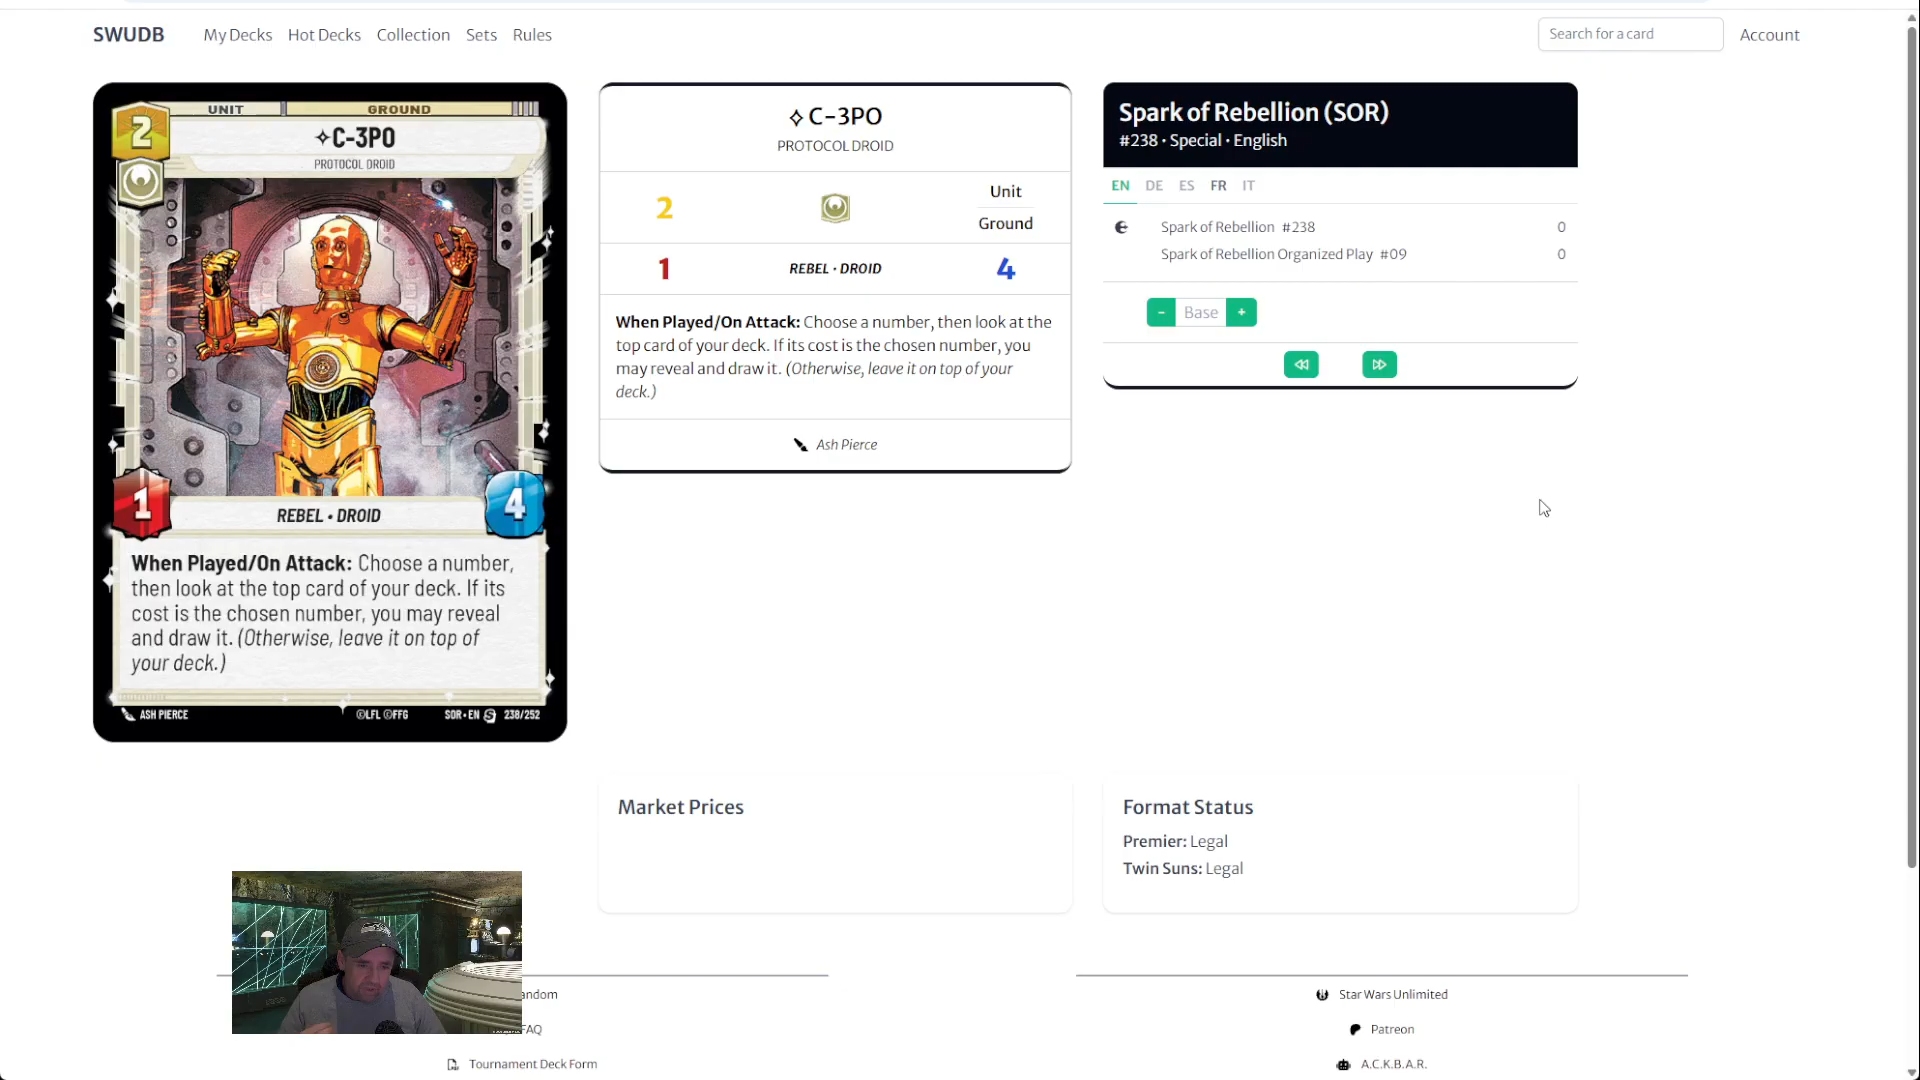 SWUDB My Decks Hot Decks Collection Sets Rules Search for a card Account
2 UNIT GROUND
C-3PO
PROTOCOL DROID
1 4
REBEL • DROID
When Played/On Attack: Choose a number,
then look at the top card of your deck. If its
cost is the chosen number, you may reveal
and draw it. (Otherwise, leave it on top of
your deck.)
ASH PIERCE ©LFL ©FFG SOR•EN S 238/252
C-3PO
PROTOCOL DROID
2 Unit
Ground
1 REBEL • DROID 4
When Played/On Attack: Choose a number, then look at the
top card of your deck. If its cost is the chosen number, you
may reveal and draw it. (Otherwise, leave it on top of your
deck.)
Ash Pierce
Spark of Rebellion (SOR)
#238 • Special • English
EN DE ES FR IT
Spark of Rebellion #238 0
Spark of Rebellion Organized Play #09 0
- Base +
Market Prices
Format Status
Premier: Legal
Twin Suns: Legal
andom
FAQ
Tournament Deck Form
Star Wars Unlimited
Patreon
A.C.K.B.A.R.